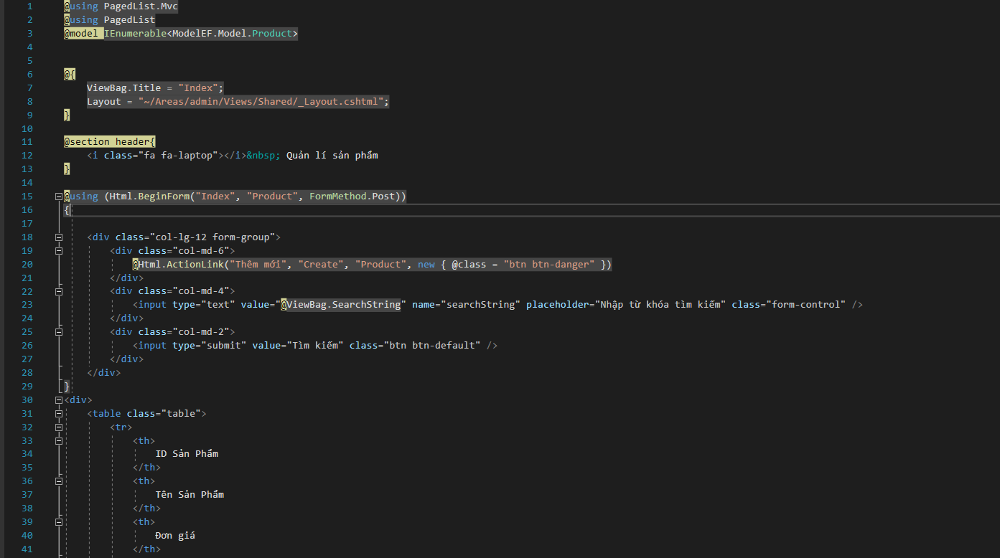 1 @using PagedList.Mvc
2 @using PagedList
3 @model IEnumerable<ModelEF.Model.Product>
4
5
6 @{
7 ViewBag.Title = "Index";
8 Layout = "~/Areas/admin/Views/Shared/_Layout.cshtml";
9 }
10
11 @section header{
12 <i class="fa fa-laptop"></i>&nbsp; Quản lí sản phẩm
13 }
14
15 @using (Html.BeginForm("Index", "Product", FormMethod.Post))
16 {
17
18 <div class="col-lg-12 form-group">
19 <div class="col-md-6">
20 @Html.ActionLink("Thêm mới", "Create", "Product", new { @class = "btn btn-danger" })
21 </div>
22 <div class="col-md-4">
23 <input type="text" value="@ViewBag.SearchString" name="searchString" placeholder="Nhập từ khóa tìm kiếm" class="form-control" />
24 </div>
25 <div class="col-md-2">
26 <input type="submit" value="Tìm kiếm" class="btn btn-default" />
27 </div>
28 </div>
29 }
30 <div>
31 <table class="table">
32 <tr>
33 <th>
34 ID Sản Phẩm
35 </th>
36 <th>
37 Tên Sản Phẩm
38 </th>
39 <th>
40 Đơn giá
41 </th>